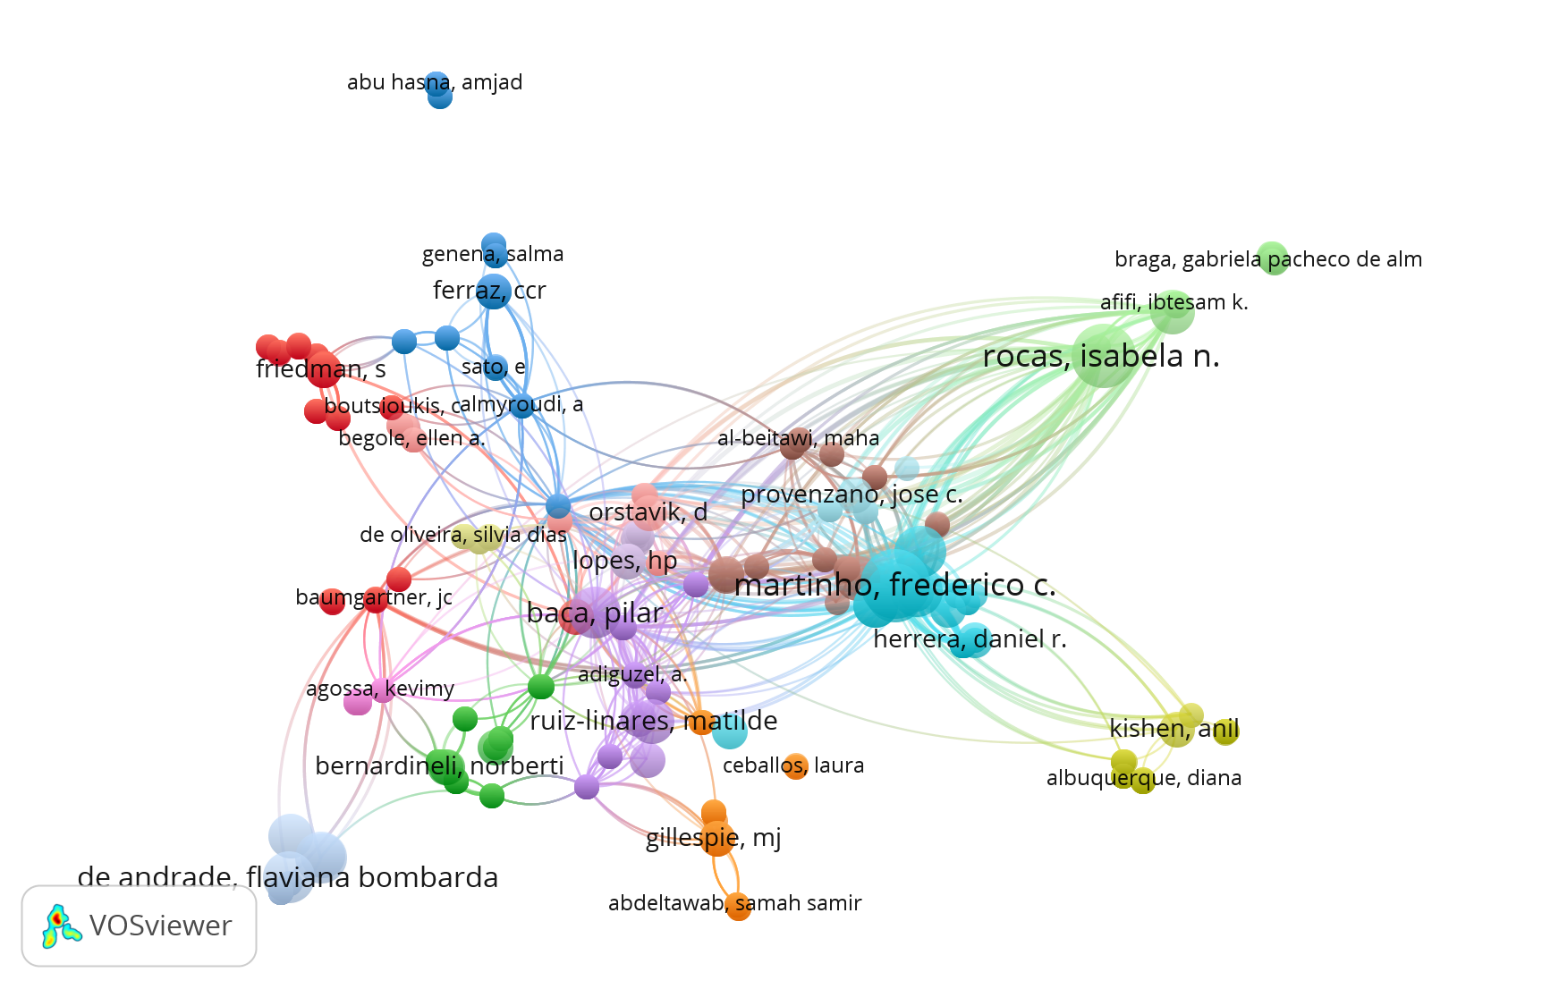 abu hasna, amjad
genena, salma
braga, gabriela pacheco de alm
ferraz, ccr
afifi, ibtesam k.
rocas, isabela n.
friedman, s
sato, e
boutsioukis, c
almyroudi, a
begole, ellen a.
al-beitawi, maha
provenzano, jose c.
orstavik, d
de oliveira, silvia dias
lopes, hp
martinho, frederico c.
baumgartner, jc
baca, pilar
herrera, daniel r.
adiguzel, a.
agossa, kevimy
ruiz-linares, matilde
kishen, anil
bernardineli, norberti
ceballos, laura
albuquerque, diana
gillespie, mj
de andrade, flaviana bombarda
abdeltawab, samah samir
VOSviewer